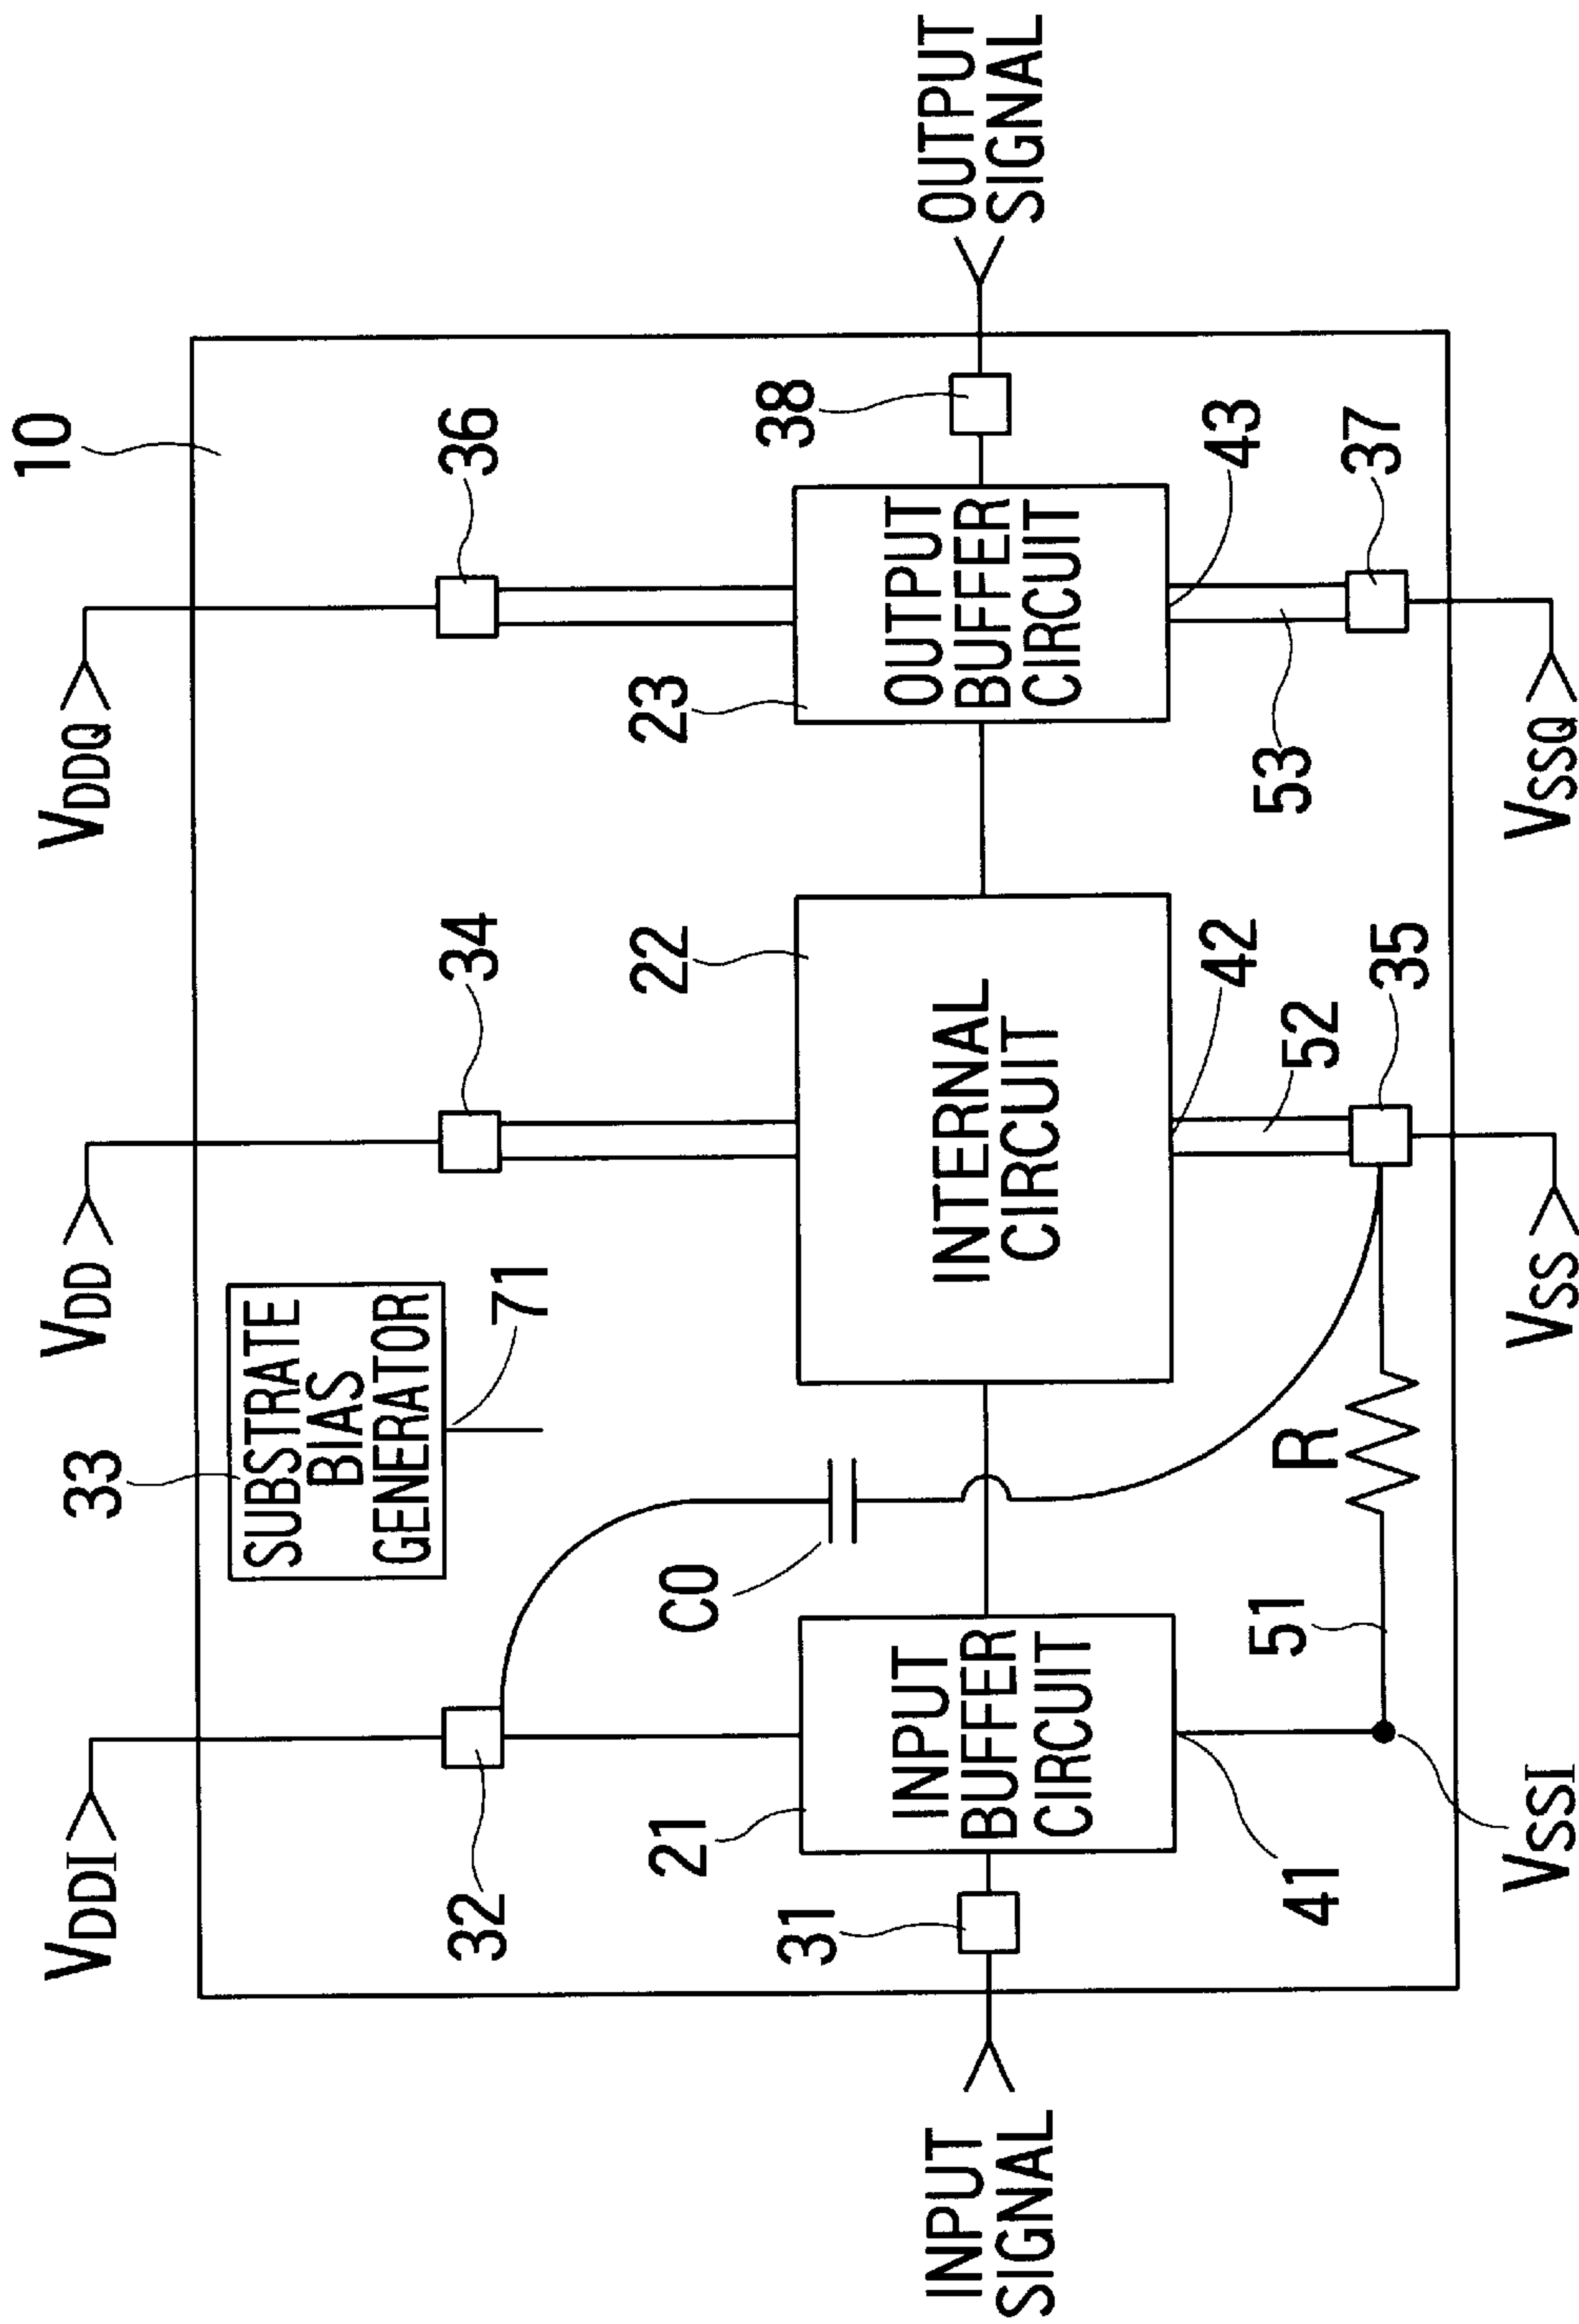 10
VDDI
VDD
VDDQ
33
SUBSTRATE
BIAS
GENERATOR
71
32
34
36
C0
21
22
23
38
31
INPUT
SIGNAL
INPUT
BUFFER
CIRCUIT
INTERNAL
CIRCUIT
OUTPUT
BUFFER
CIRCUIT
OUTPUT
SIGNAL
41
42
43
51
R
52
53
35
37
VSSI
VSS
VSSQ